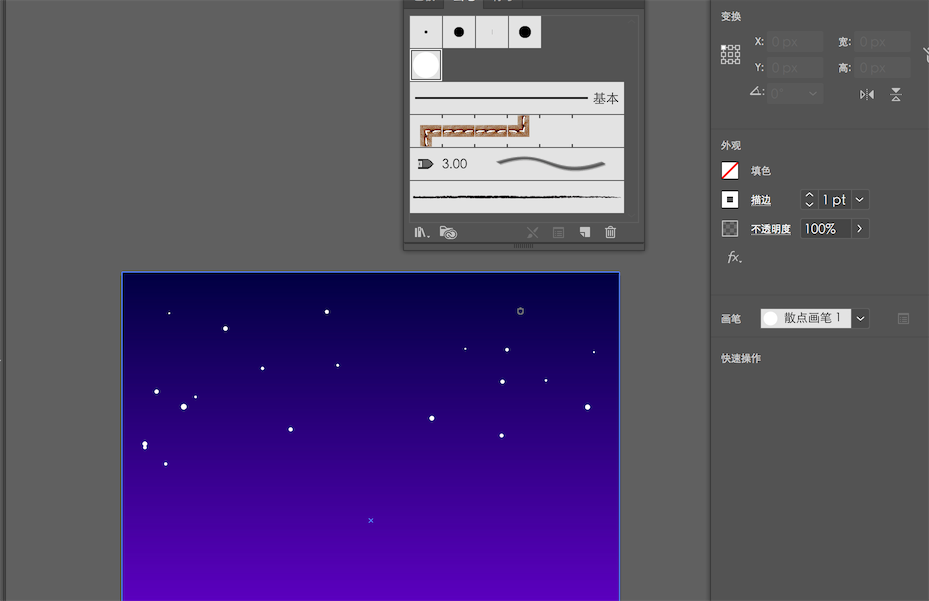 基本
3.00
变换
X: 0 px 宽: 0 px
Y: 0 px 高: 0 px
0°
外观
填色
描边 1 pt
不透明度 100%
fx.
画笔 散点画笔 1
快速操作